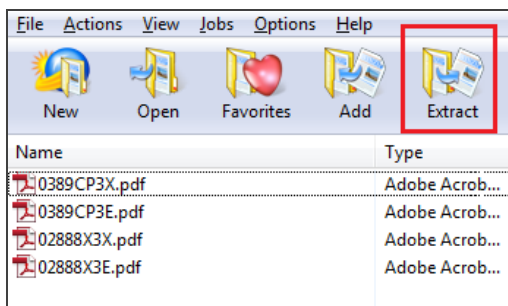 File Actions View Jobs Options Help
New Open Favorites Add Extract
Name Type
0389CP3X.pdf Adobe Acrob...
0389CP3E.pdf Adobe Acrob...
02888X3X.pdf Adobe Acrob...
02888X3E.pdf Adobe Acrob...